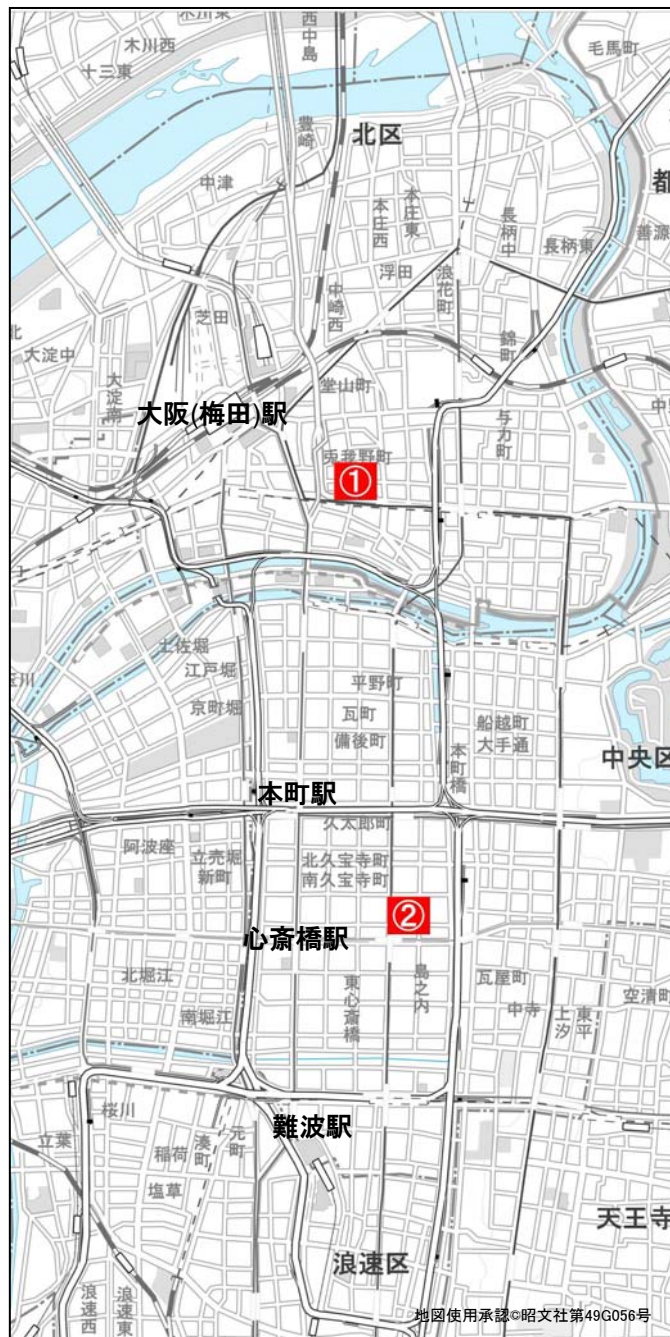 木川西
十三東
西中島
毛馬町
豊崎
北区
中津
本庄西
本庄東
長柄中
長柄東
都
善源
浮田
浪花町
中崎西
芝田
北
大淀中
大淀南
錦町
堂山町
大阪(梅田)駅
与力町
兎我野町
①
土佐堀
江戸堀
京町堀
平野町
瓦町
備後町
船越町
大手通
本町橋
中央区
本町駅
久太郎町
阿波座
立売堀
新町
北久宝寺町
南久宝寺町
②
心斎橋駅
北堀江
南堀江
東心斎橋
島之内
瓦屋町
中寺
上汐
東平
空清町
桜川
立葉
稲荷
塩草
湊町
元町
難波駅
天王寺
浪速区
浪速西
浪速東
地図使用承認©昭文社第49G056号